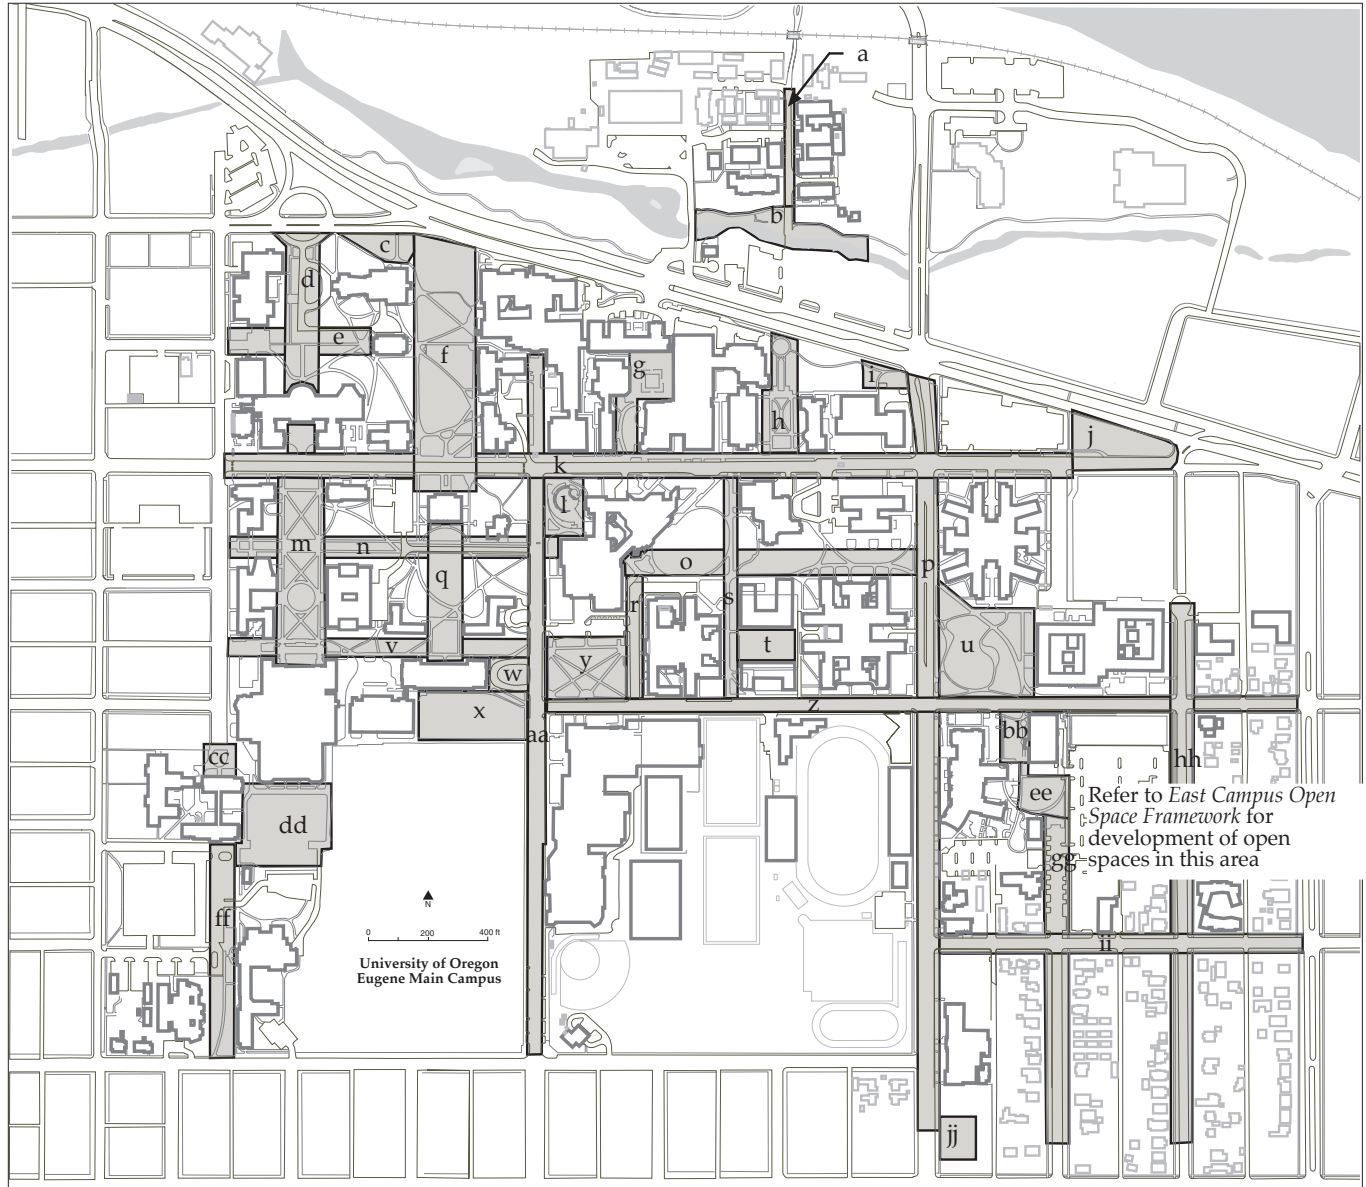 a
b
c
d
e
f
g
h
i
j
k
l
m
n
o
p
q
r
s
t
u
v
w
x
y
z
aa
bb
cc
dd
ee
Refer to East Campus Open
Space Framework for
development of open
spaces in this area
ff
gg
hh
ii
jj
N
0 200 400 ft
University of Oregon
Eugene Main Campus